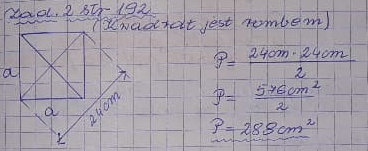 Zad. 2 str. 192
(Kwadrat jest rombem)
a
a
24cm
P = 24cm · 24cm / 2
P = 576cm² / 2
P = 288cm²